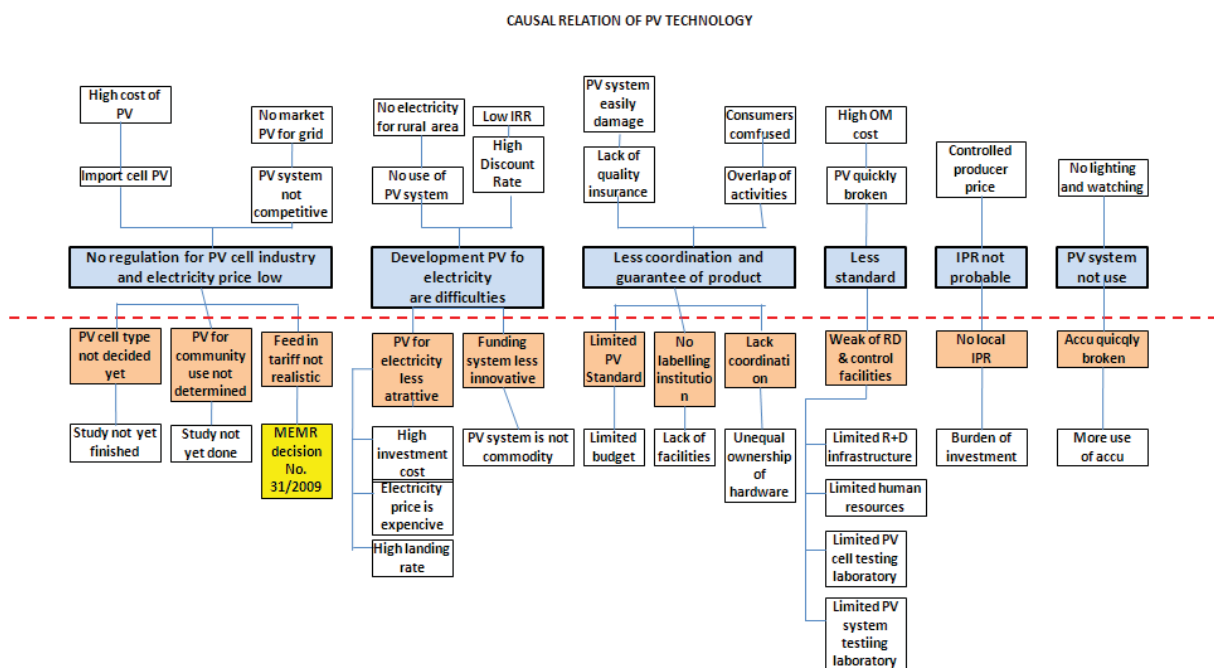 CAUSAL RELATION OF PV TECHNOLOGY
High cost of
PV
No market
PV for grid
No electricity
for rural area
Low IRR
PV system
easily
damage
Consumers
comfused
High OM
cost
Import cell PV
PV system
not
competitive
No use of
PV system
High
Discount
Rate
Lack of
quality
insurance
Overlap of
activities
PV quickly
broken
Controlled
producer
price
No lighting
and watching
No regulation for PV cell industry
and electricity price low
Development PV fo
electricity
are difficulties
Less coordination and
guarantee of product
Less
standard
IPR not
probable
PV system
not use
PV cell type
not decided
yet
PV for
community
use not
determined
Feed in
tariff not
realistic
PV for
electricity
less
atrattive
Funding
system less
innovative
Limited
PV
Standard
No
labelling
institutio
n
Lack
coordinati
on
Weak of RD
& control
facilities
No local
IPR
Accu quicqly
broken
Study not yet
finished
Study not
yet done
MEMR
decision
No.
31/2009
High
investment
cost
Electricity
price is
expencive
High landing
rate
PV system is not
commodity
Limited
budget
Lack of
facilities
Unequal
ownership
of
hardware
Limited R+D
infrastructure
Limited human
resources
Limited PV
cell testing
laboratory
Limited PV
system
testiing
laboratory
Burden of
investment
More use
of accu